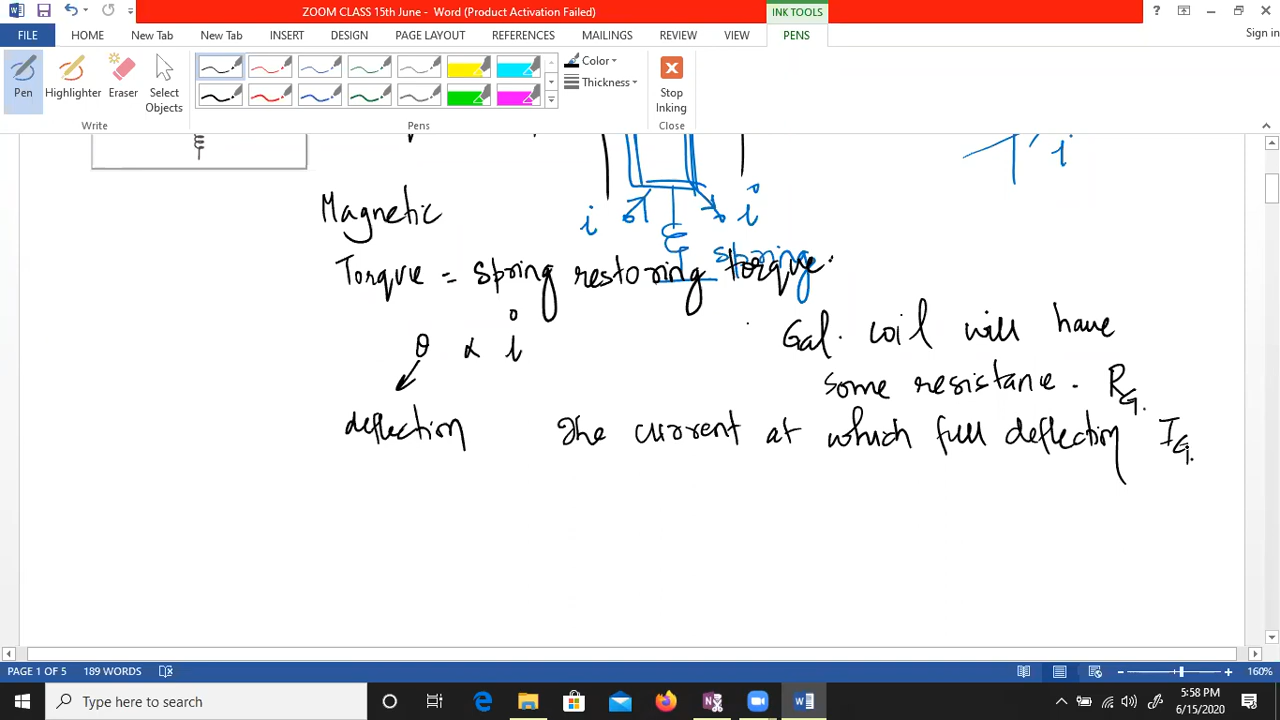 ZOOM CLASS 15th June - Word (Product Activation Failed)
INK TOOLS
FILE HOME New Tab New Tab INSERT DESIGN PAGE LAYOUT REFERENCES MAILINGS REVIEW VIEW PENS
Sign in
Pen Highlighter Eraser Select Objects
Color
Thickness
Stop Inking
Write Pens Close
i
Magnetic
i i
spring
Torque = spring restoring torque.
θ ∝ i
Gal. coil will have
some resistance. R_G.
deflection
The current at which full deflection I_G.
PAGE 1 OF 5 189 WORDS 160%
Type here to search
5:58 PM
6/15/2020